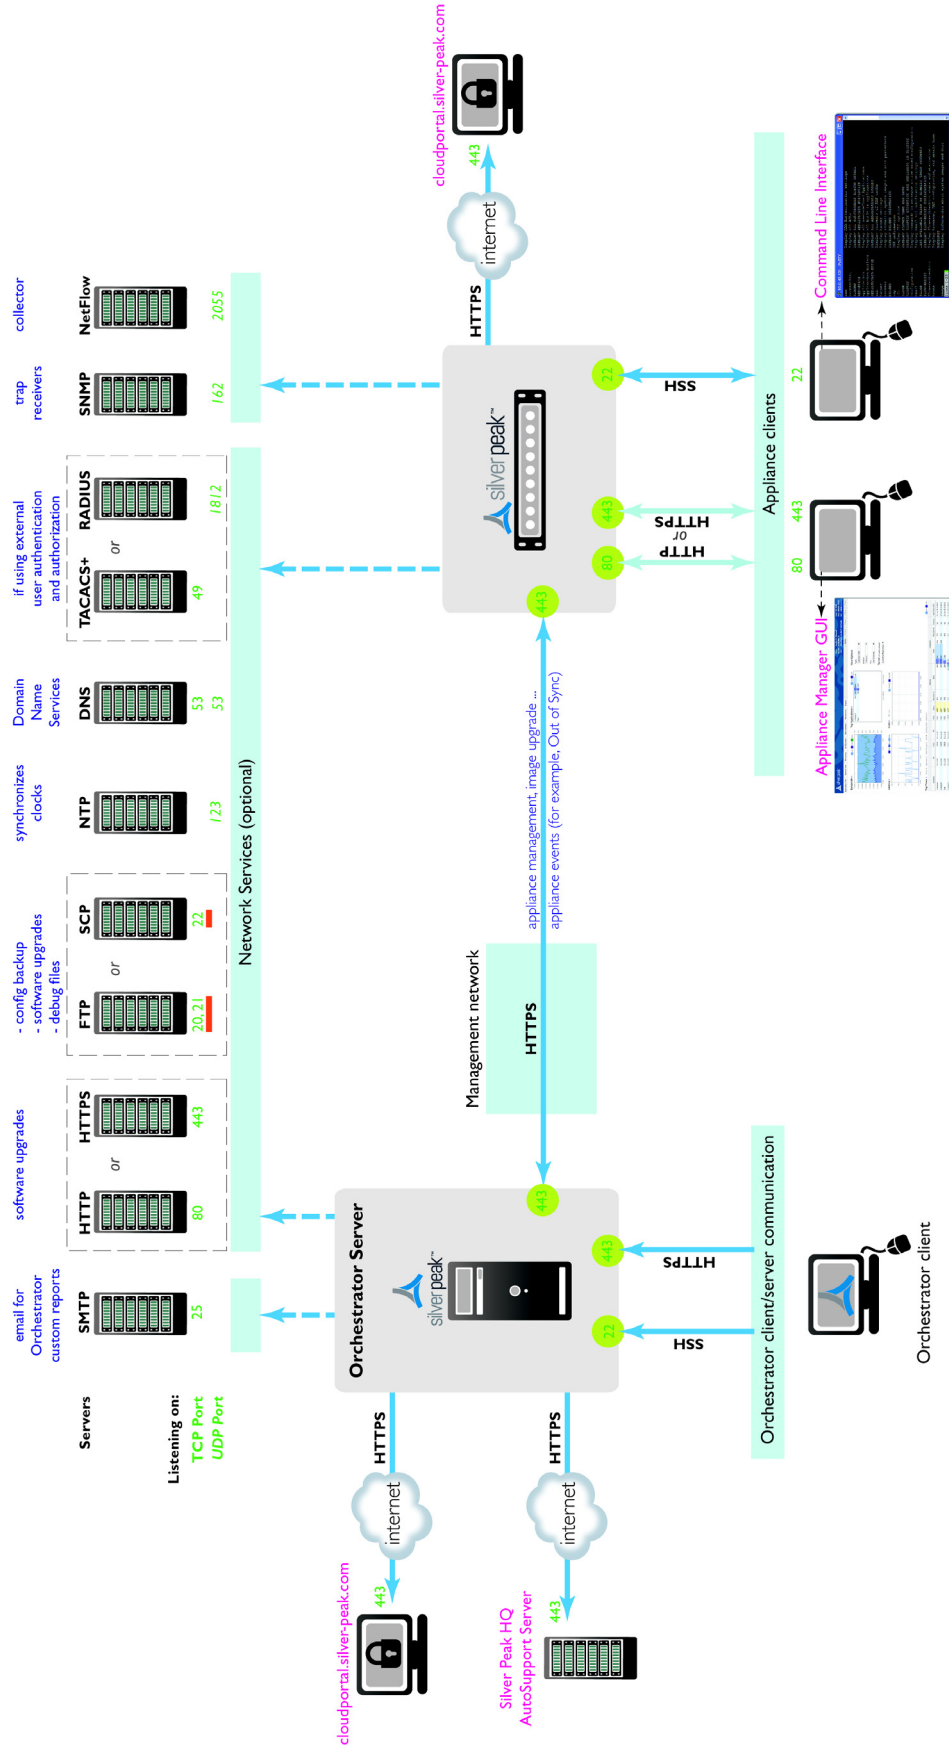 email for
Orchestrator
custom reports
software upgrades
- config backup
- software upgrades
- debug files
synchronizes
clocks
Domain
Name
Services
if using external
user authentication
and authorization
trap
receivers
collector
Servers
SMTP
HTTP
or
HTTPS
FTP
or
SCP
NTP
DNS
TACACS+
or
RADIUS
SNMP
NetFlow
Listening on:
TCP Port
UDP Port
25
80
443
20, 21
22
123
53
53
49
1812
162
2055
Network Services (optional)
cloudportal.silver-peak.com
443
internet
HTTPS
Silver Peak HQ
AutoSupport Server
443
internet
HTTPS
Orchestrator Server
silverpeak™
443
22
443
Management network
HTTPS
appliance management, image upgrade ...
appliance events (for example, Out of Sync)
443
silverpeak™
80
443
22
HTTPS
internet
443
cloudportal.silver-peak.com
SSH
HTTPS
HTTP
or
HTTPS
SSH
Orchestrator client/server communication
Orchestrator client
Appliance clients
80
443
22
Appliance Manager GUI
Command Line Interface